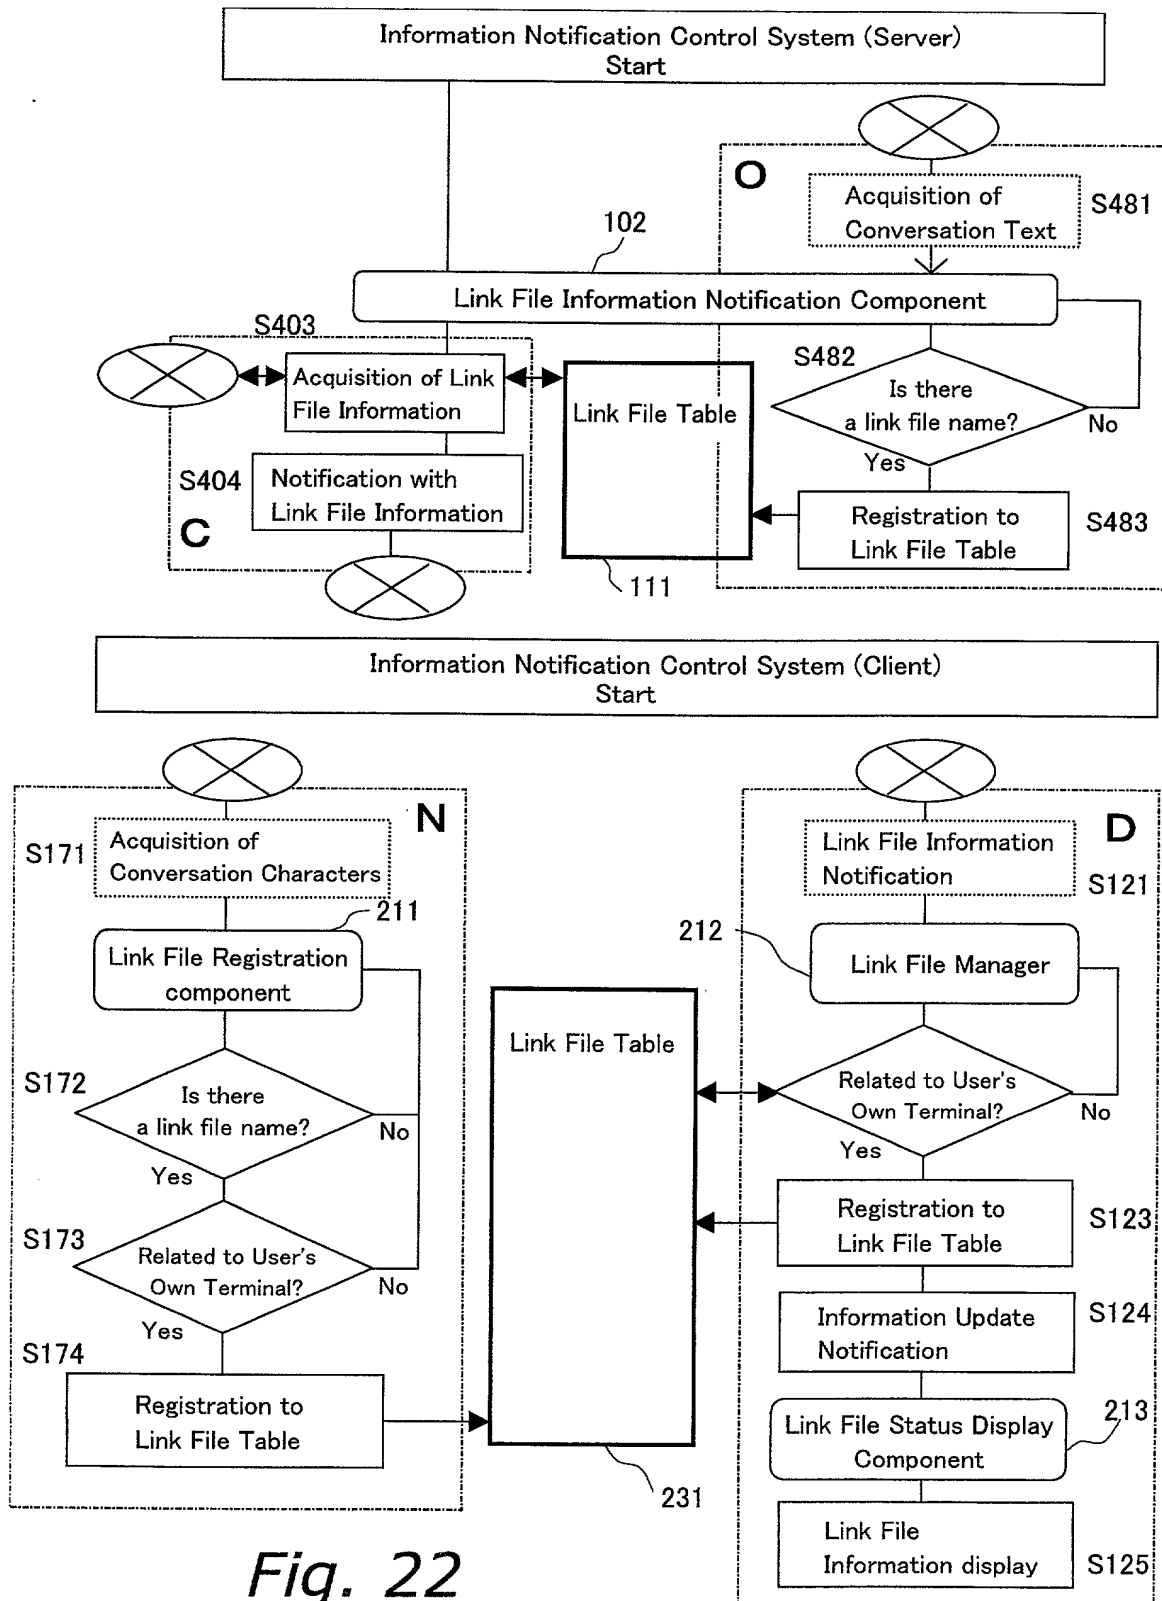 Information Notification Control System (Server)
Start
O
Acquisition of
Conversation Text
S481
102
Link File Information Notification Component
S403
Acquisition of Link
File Information
Link File Table
S482
Is there
a link file name?
No
Yes
S404
Notification with
Link File Information
C
Registration to
Link File Table
S483
111
Information Notification Control System (Client)
Start
N
S171
Acquisition of
Conversation Characters
211
Link File Registration
component
S172
Is there
a link file name?
No
Yes
S173
Related to User's
Own Terminal?
No
Yes
S174
Registration to
Link File Table
Link File Table
231
D
Link File Information
Notification
S121
212
Link File Manager
Related to User's
Own Terminal?
No
Yes
Registration to
Link File Table
S123
Information Update
Notification
S124
Link File Status Display
Component
213
Link File
Information display
S125
Fig. 22